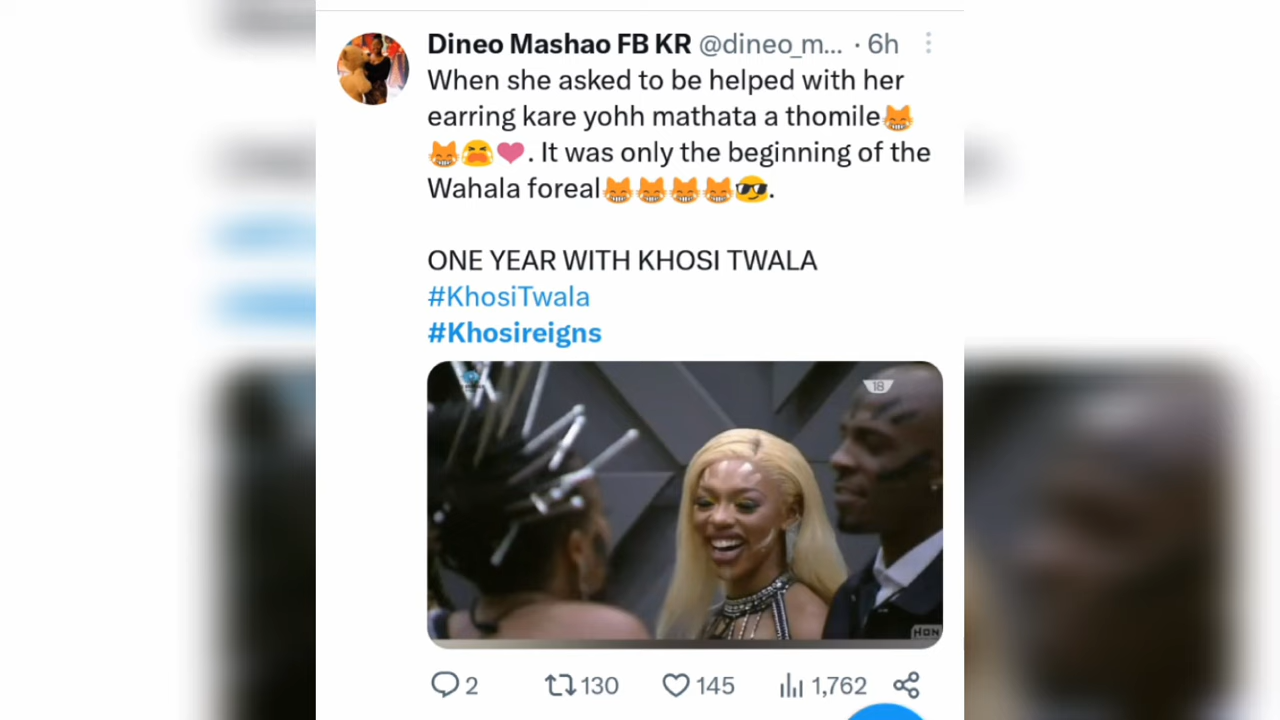 Dineo Mashao FB KR @dineo_m... · 6h
When she asked to be helped with her
earring kare yohh mathata a thomile😹
😹😫❤. It was only the beginning of the
Wahala foreal😹😹😹😹😎.
ONE YEAR WITH KHOSI TWALA
#KhosiTwala
#Khosireigns
18
HDN
2 130 145 1,762